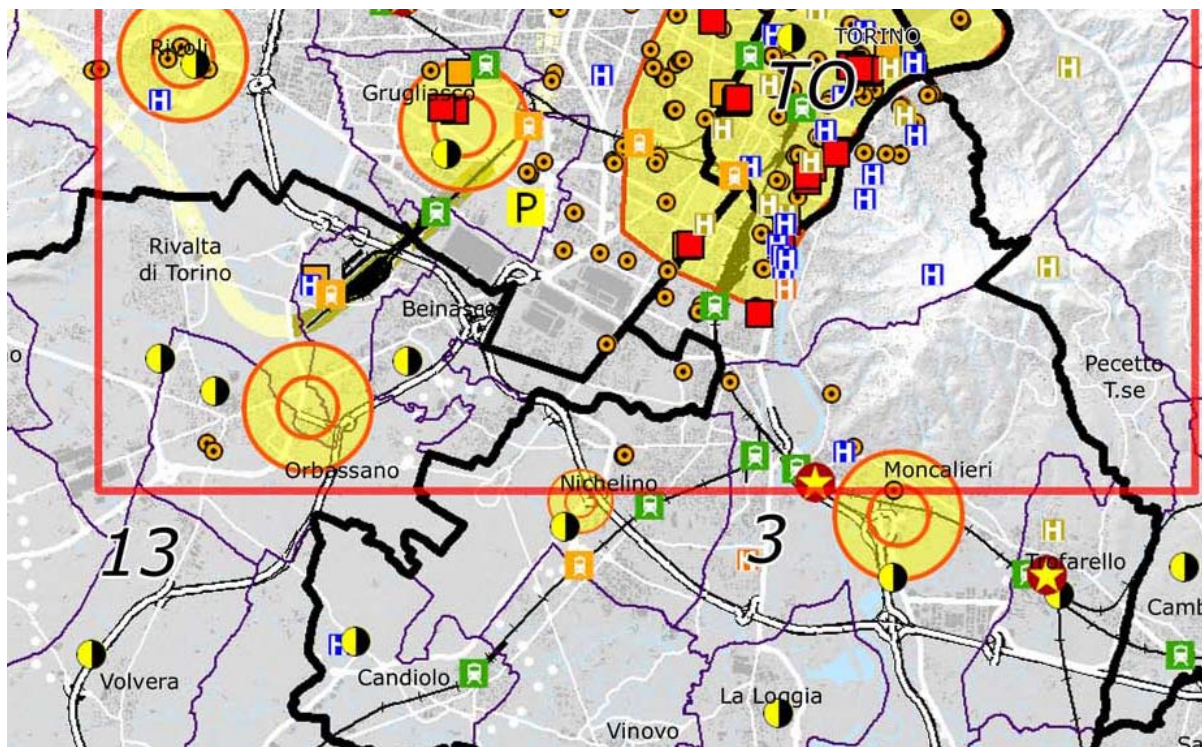 Rivoli
TORINO
TO
Grugliasco
P
Rivalta
di Torino
Beinasco
Pecetto
T.se
Orbassano
Nichelino
Moncalieri
13
3
Trofarello
Camb
Volvera
Candiolo
La Loggia
Vinovo